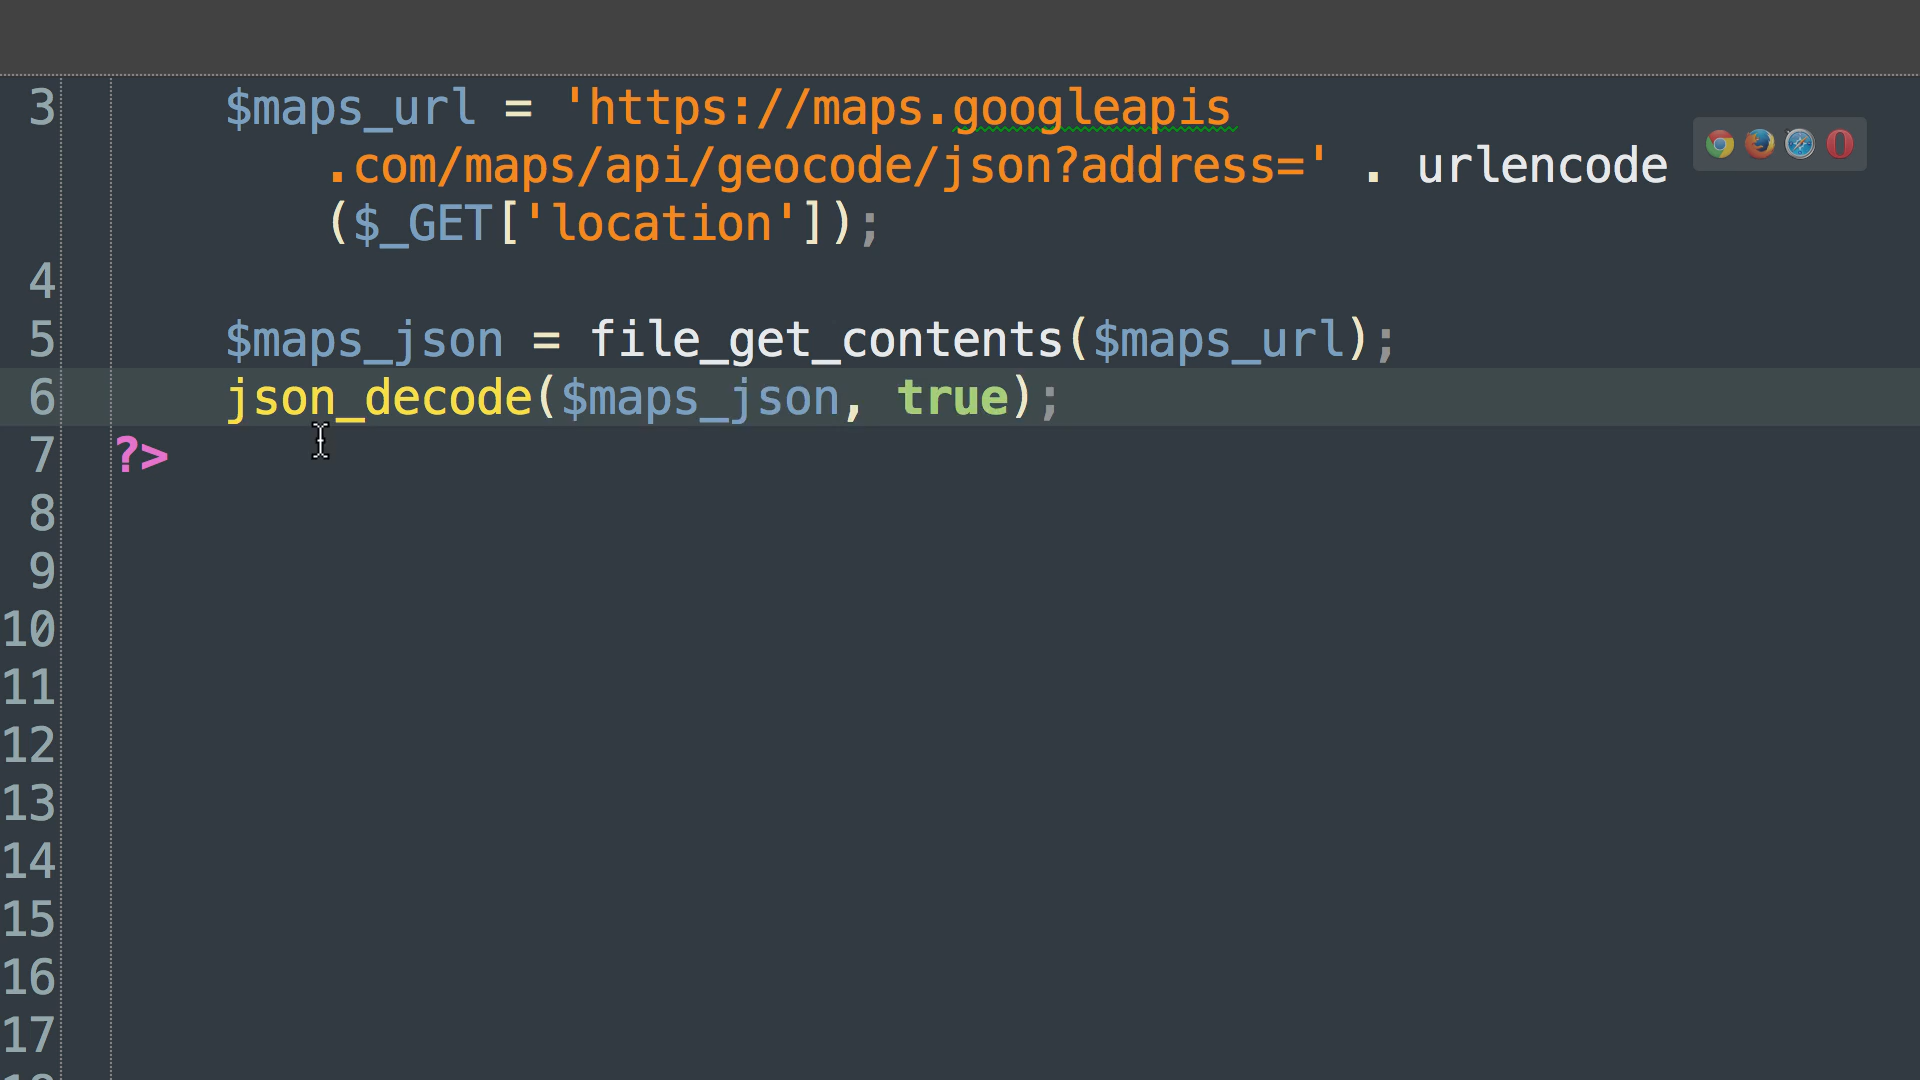 3 $maps_url = 'https://maps.googleapis
.com/maps/api/geocode/json?address=' . urlencode
($_GET['location']);
4
5 $maps_json = file_get_contents($maps_url);
6 json_decode($maps_json, true);
7 ?>
8
9
10
11
12
13
14
15
16
17